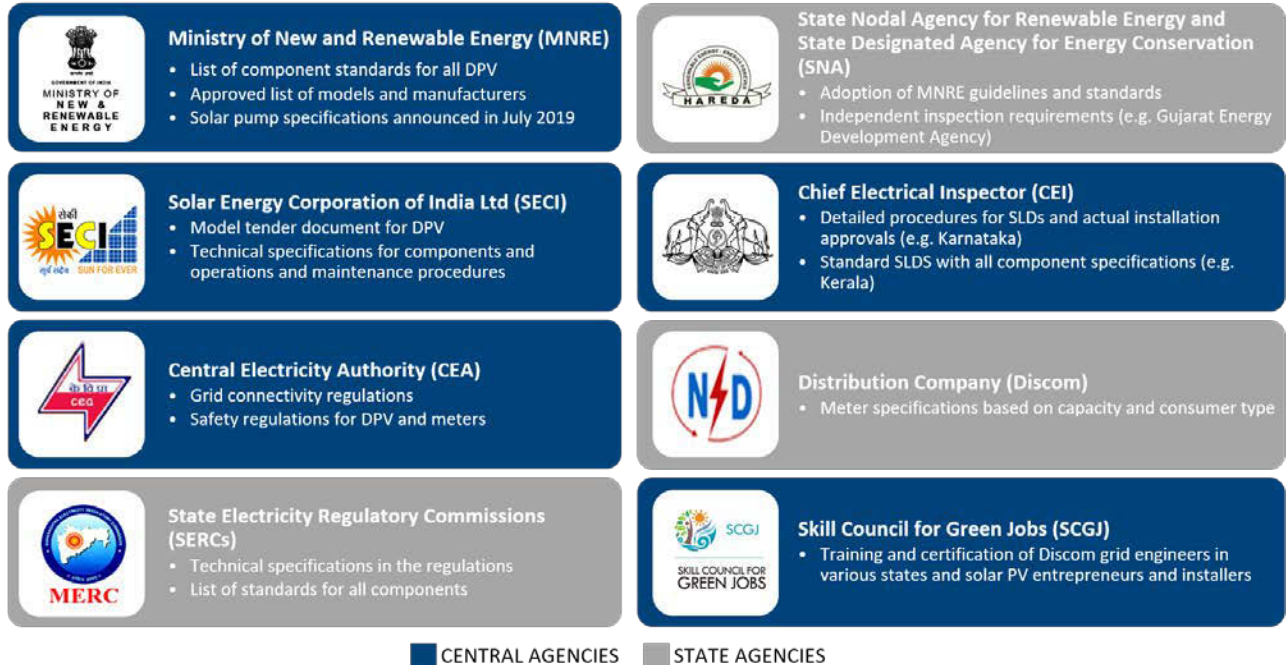 GOVERNMENT OF INDIA
MINISTRY OF
NEW &
RENEWABLE
ENERGY
Ministry of New and Renewable Energy (MNRE)
• List of component standards for all DPV
• Approved list of models and manufacturers
• Solar pump specifications announced in July 2019
HAREDA
State Nodal Agency for Renewable Energy and
State Designated Agency for Energy Conservation
(SNA)
• Adoption of MNRE guidelines and standards
• Independent inspection requirements (e.g. Gujarat Energy
Development Agency)
सेकी
SECI
SUN FOR EVER
Solar Energy Corporation of India Ltd (SECI)
• Model tender document for DPV
• Technical specifications for components and
operations and maintenance procedures
Chief Electrical Inspector (CEI)
• Detailed procedures for SLDs and actual installation
approvals (e.g. Karnataka)
• Standard SLDS with all component specifications (e.g.
Kerala)
के वि प्रा
cea
Central Electricity Authority (CEA)
• Grid connectivity regulations
• Safety regulations for DPV and meters
N D
Distribution Company (Discom)
• Meter specifications based on capacity and consumer type
MERC
State Electricity Regulatory Commissions
(SERCs)
• Technical specifications in the regulations
• List of standards for all components
SCGJ
SKILL COUNCIL FOR
GREEN JOBS
Skill Council for Green Jobs (SCGJ)
• Training and certification of Discom grid engineers in
various states and solar PV entrepreneurs and installers
CENTRAL AGENCIES
STATE AGENCIES